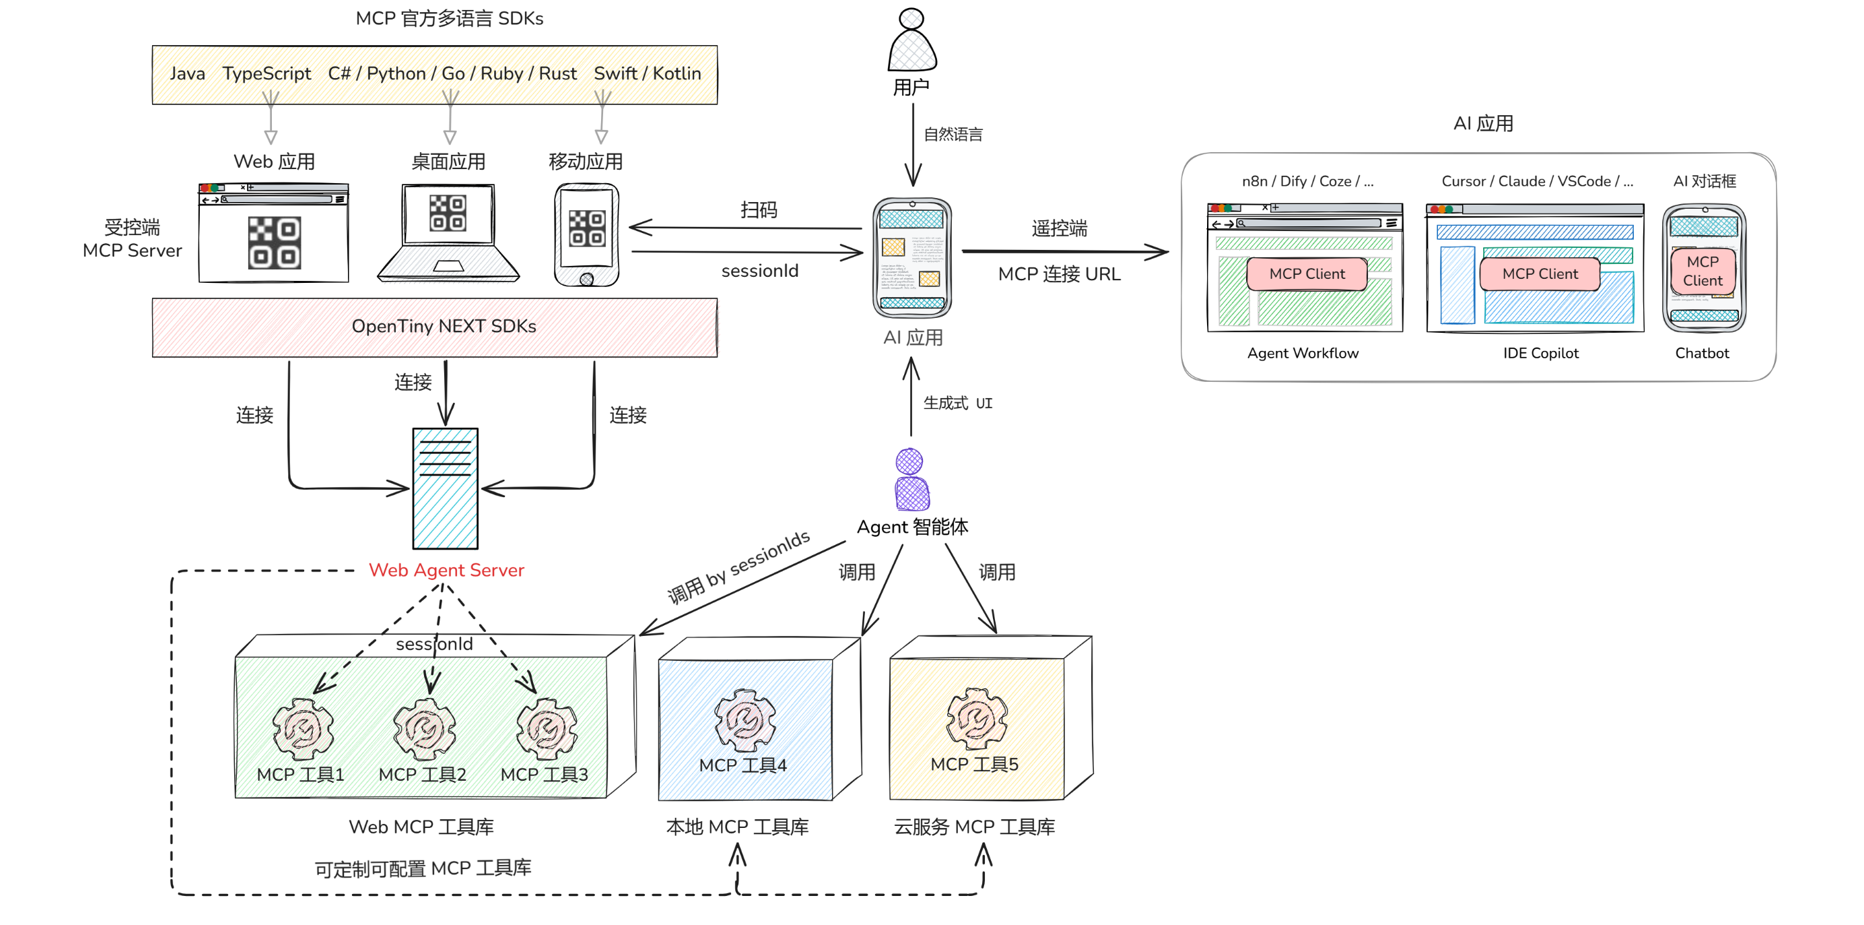 MCP 官方多语言 SDKs
Java TypeScript C# / Python / Go / Ruby / Rust Swift / Kotlin
Web 应用
桌面应用
移动应用
受控端
MCP Server
OpenTiny NEXT SDKs
连接
连接
连接
Web Agent Server
sessionId
MCP 工具1
MCP 工具2
MCP 工具3
Web MCP 工具库
可定制可配置 MCP 工具库
用户
自然语言
扫码
sessionId
AI 应用
遥控端
MCP 连接 URL
生成式 UI
Agent 智能体
调用 by sessionIds
调用
调用
MCP 工具4
本地 MCP 工具库
MCP 工具5
云服务 MCP 工具库
AI 应用
n8n / Dify / Coze / ...
MCP Client
Agent Workflow
Cursor / Claude / VSCode / ...
MCP Client
IDE Copilot
AI 对话框
MCP
Client
Chatbot